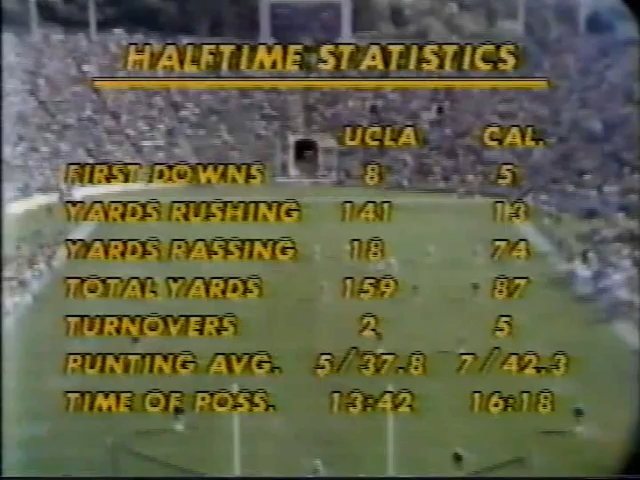 HALFTIME STATISTICS
UCLA CAL.
FIRST DOWNS 8 5
YARDS RUSHING 141 13
YARDS PASSING 18 74
TOTAL YARDS 159 87
TURNOVERS 2 5
PUNTING AVG. 5/37.8 7/42.3
TIME OF POSS. 13:42 16:18